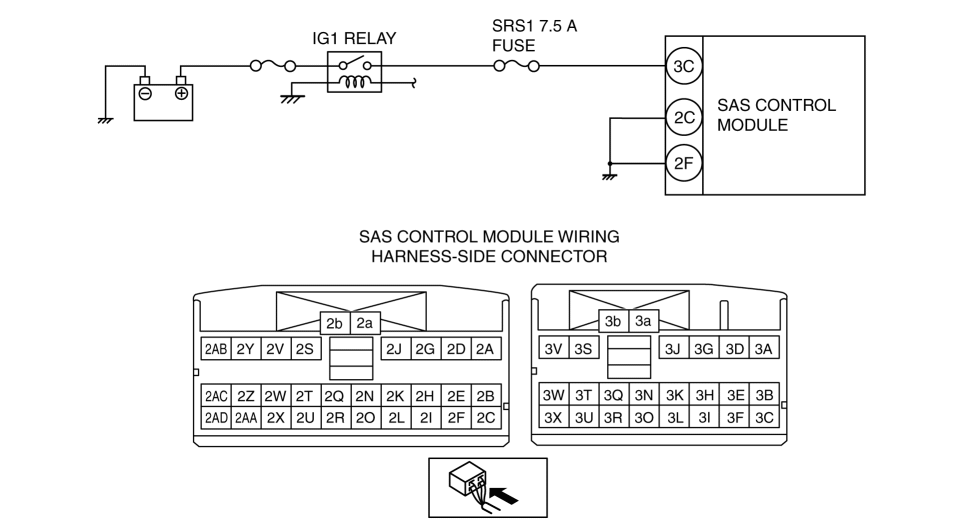 SRS1 7.5 A
FUSE
IG1 RELAY
3C
2C
2F
SAS CONTROL
MODULE
SAS CONTROL MODULE WIRING
HARNESS-SIDE CONNECTOR
2b 2a
2AB 2Y 2V 2S 2J 2G 2D 2A
2AC 2Z 2W 2T 2Q 2N 2K 2H 2E 2B
2AD 2AA 2X 2U 2R 2O 2L 2I 2F 2C
3b 3a
3V 3S 3J 3G 3D 3A
3W 3T 3Q 3N 3K 3H 3E 3B
3X 3U 3R 3O 3L 3I 3F 3C